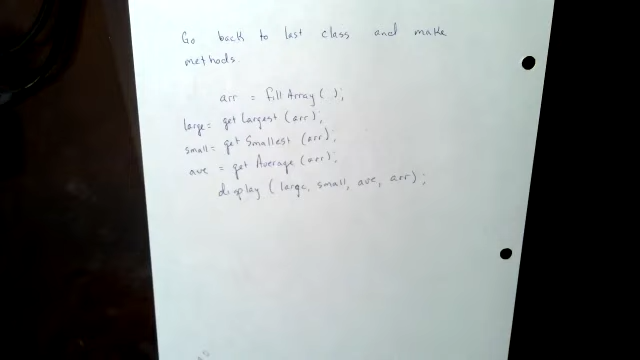 Go back to last class and make
methods
arr = fillArray( );
large = getLargest (arr);
small = getSmallest (arr);
ave = getAverage (arr);
display (large, small, ave, arr);